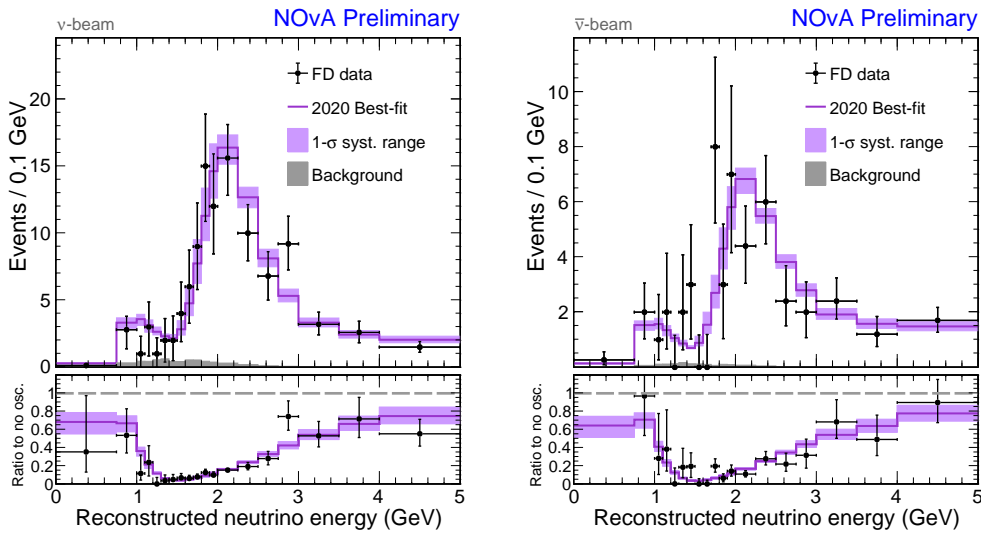 ν-beam
NOvA Preliminary
Events / 0.1 GeV
20
15
10
5
0
FD data
2020 Best-fit
1-σ syst. range
Background
Ratio to no osc.
1
0.8
0.6
0.4
0.2
0
0 1 2 3 4 5
Reconstructed neutrino energy (GeV)
ν̅-beam
NOvA Preliminary
Events / 0.1 GeV
10
8
6
4
2
FD data
2020 Best-fit
1-σ syst. range
Background
Ratio to no osc.
1
0.8
0.6
0.4
0.2
0
0 1 2 3 4 5
Reconstructed neutrino energy (GeV)